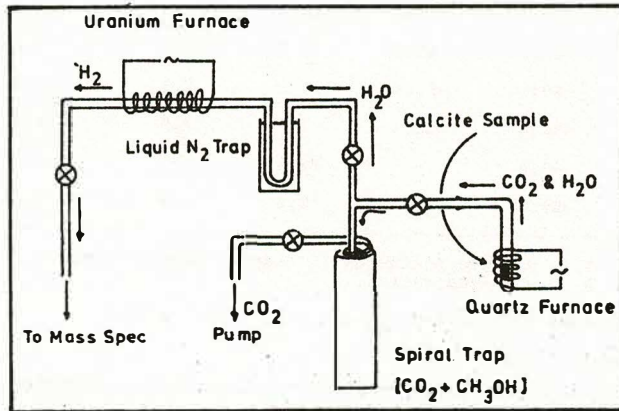 Uranium Furnace
H₂
H₂O
Liquid N₂ Trap
Calcite Sample
CO₂ & H₂O
CO₂
Pump
Quartz Furnace
To Mass Spec
Spiral Trap
[CO₂ + CH₃OH]